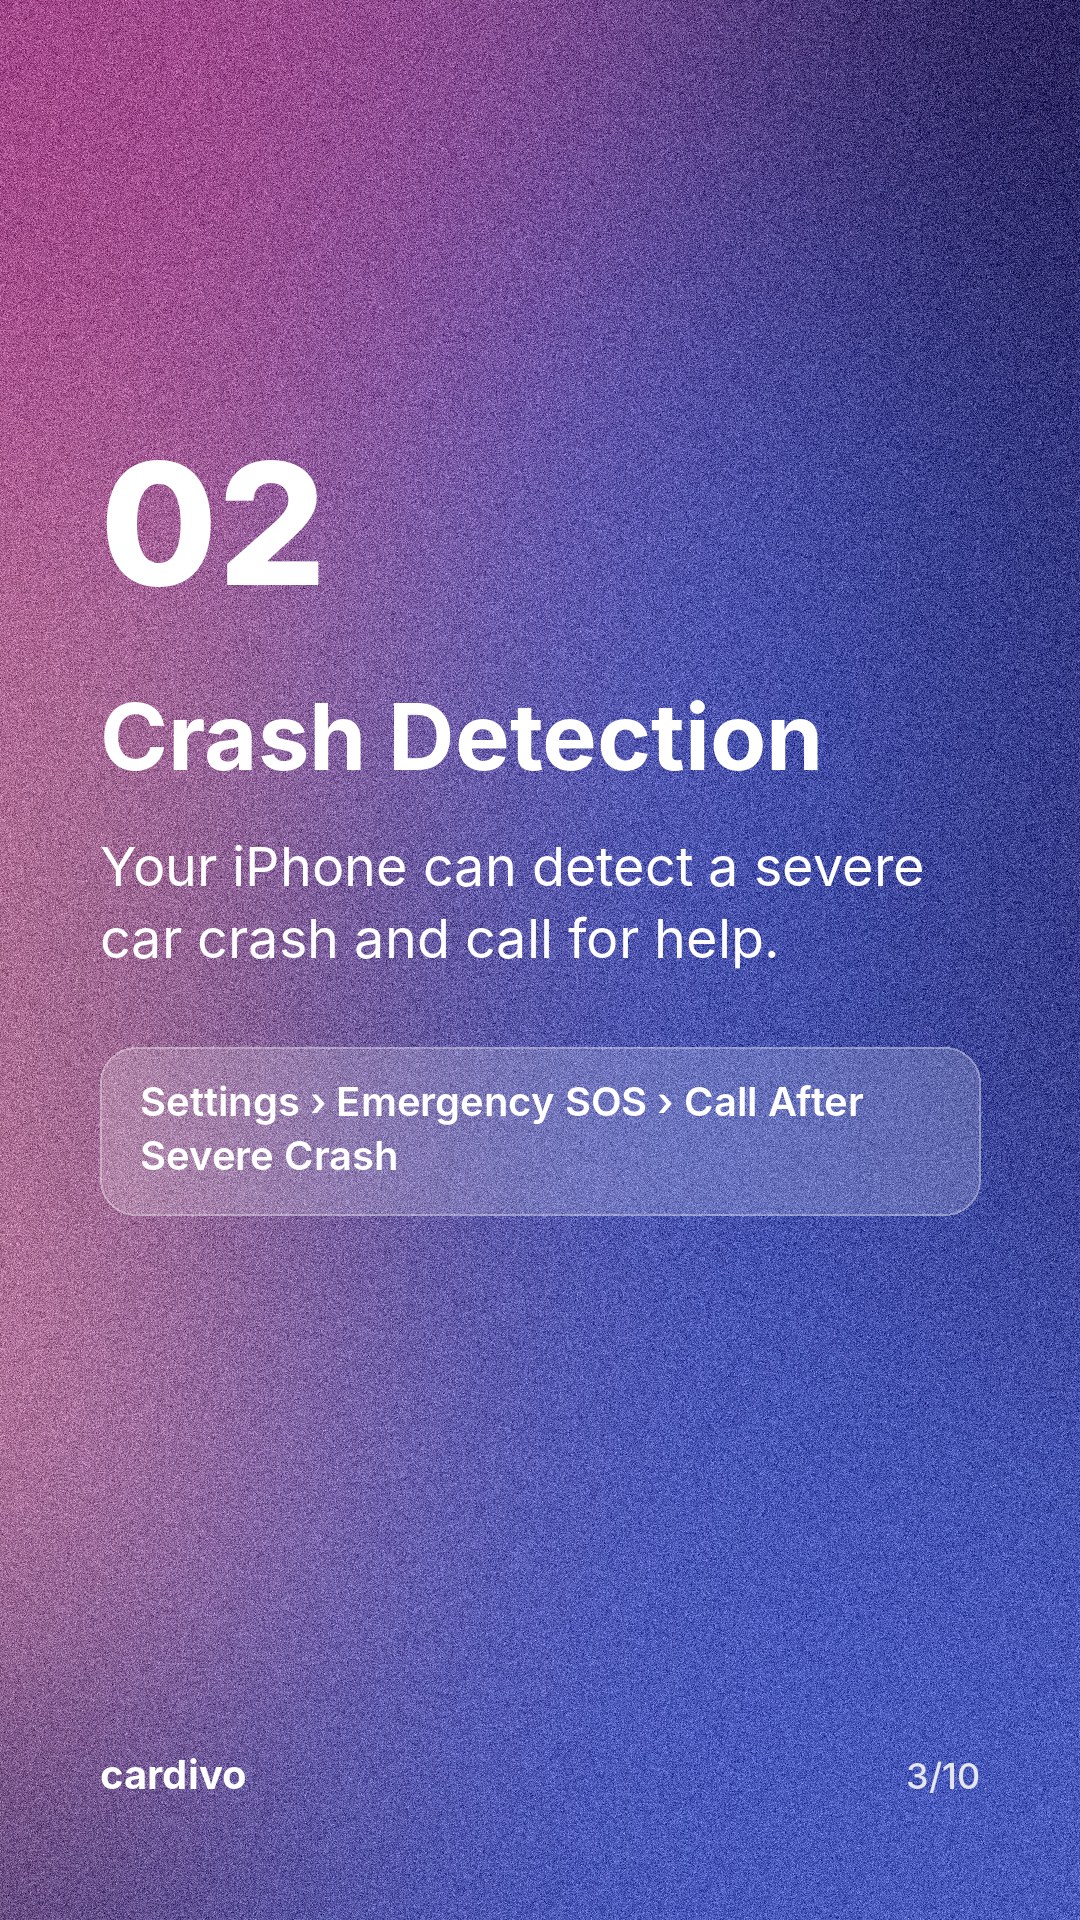 02
Crash Detection
Your iPhone can detect a severe
car crash and call for help.
Settings › Emergency SOS › Call After
Severe Crash
cardivo
3/10